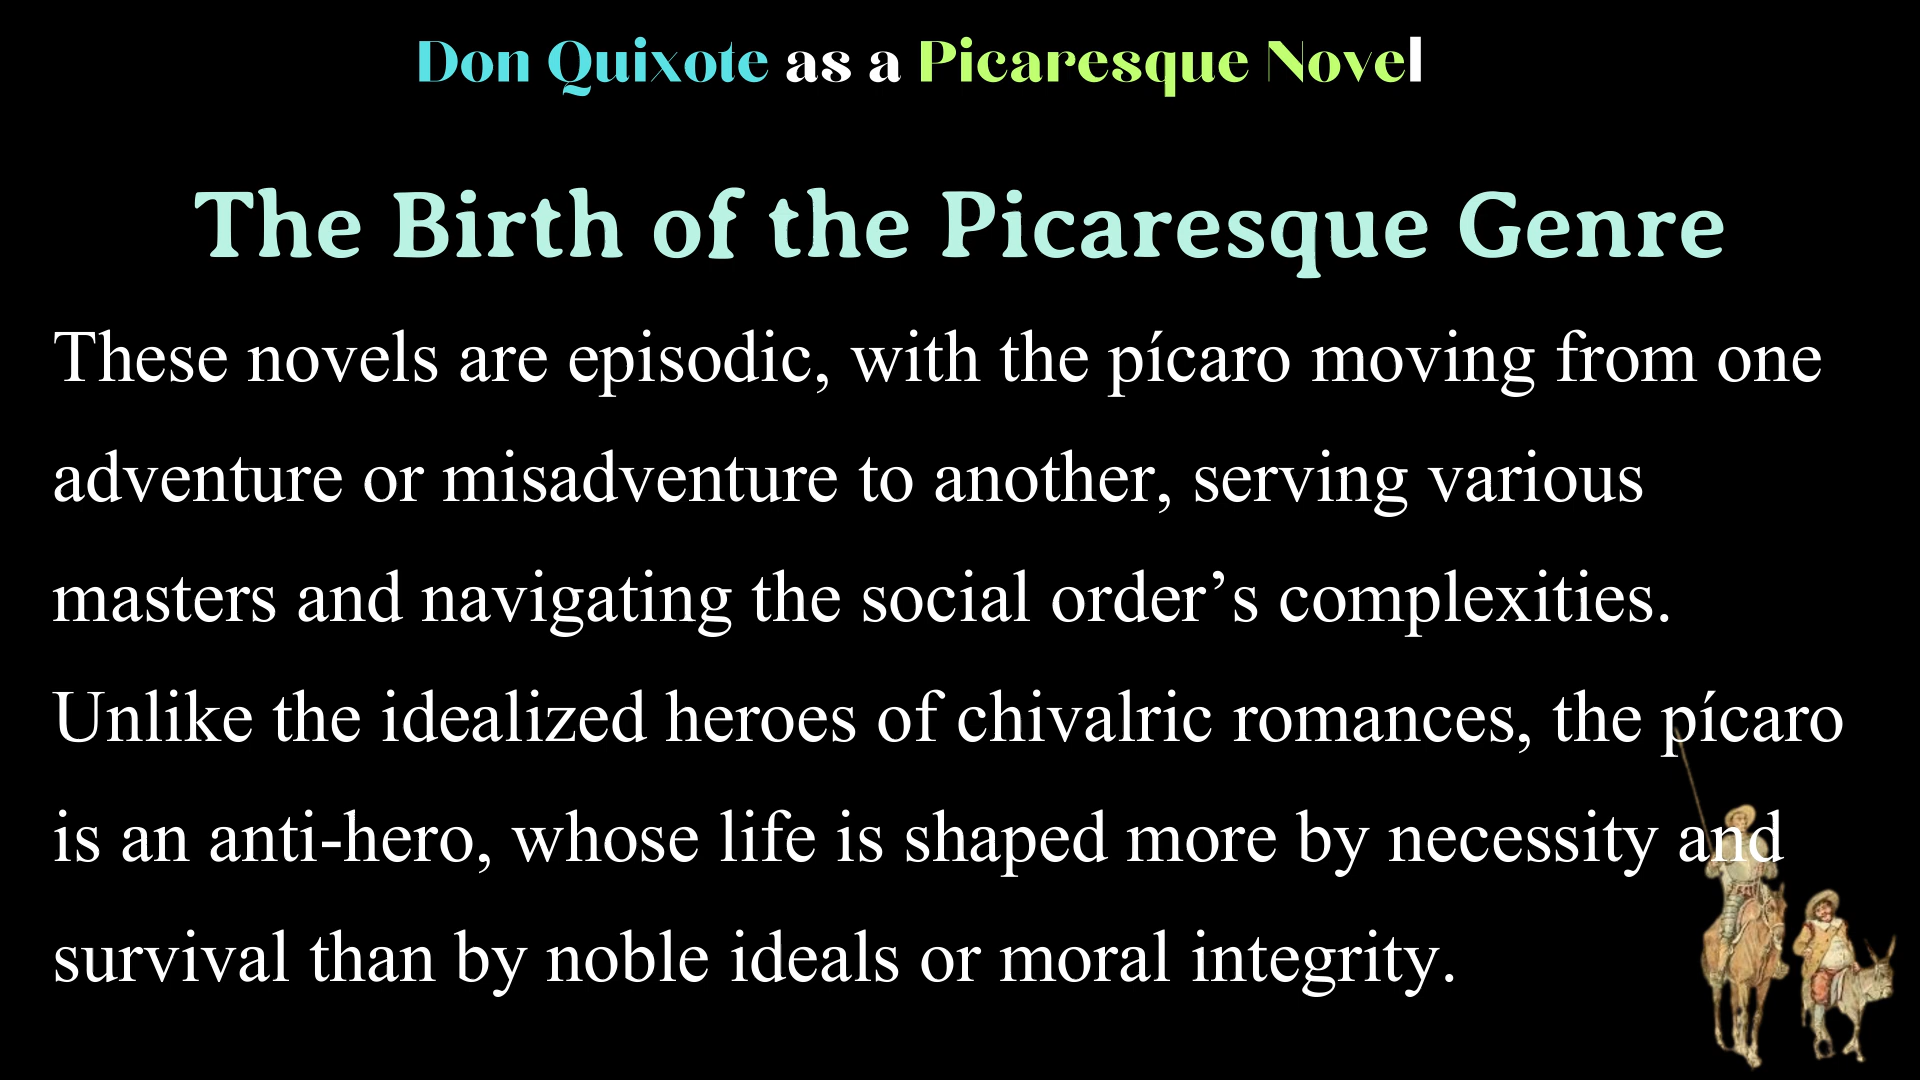 Don Quixote as a Picaresque Novel
The Birth of the Picaresque Genre
These novels are episodic, with the pícaro moving from one
adventure or misadventure to another, serving various
masters and navigating the social order’s complexities.
Unlike the idealized heroes of chivalric romances, the pícaro
is an anti-hero, whose life is shaped more by necessity and
survival than by noble ideals or moral integrity.